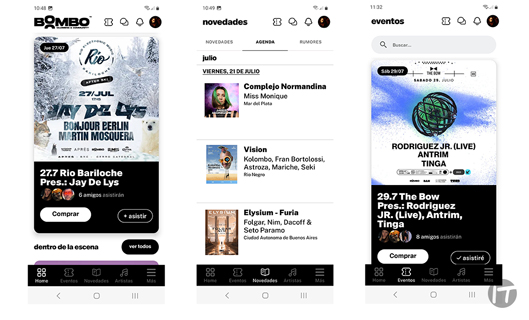 10:48
BOMBO
Jue 27/07
Río
BARILOCHE
AFTER SKI
27/JUL
JAY DE LYS
BONJOUR BERLIN
MARTIN MOSQUERA
27.7 Rio Bariloche
Pres.: Jay De Lys
6 amigos asistirán
Comprar
+ asistir
dentro de la escena
ver todos
Home
Eventos
Novedades
Artistas
Más
10:49
novedades
NOVEDADES
AGENDA
RUMORES
julio
VIERNES, 21 DE JULIO
Complejo Normandina
Miss Monique
Mar del Plata
Vision
Kolombo, Fran Bortolossi,
Astroza, Mariche, Seki
Río Negro
Elysium - Furia
Folgar, Nim, Dacoff &
Seto Paramo
Ciudad Autonoma de Buenos Aires
Home
Eventos
Novedades
Artistas
Más
11:32
eventos
Buscar...
Sáb 29/07
THE BOW
RODRIGUEZ JR. (LIVE)
ANTRIM
TINGA
29.7 The Bow
Pres.: Rodriguez
JR. (Live), Antrim,
Tinga
8 amigos asistirán
Comprar
asistiré
Home
Eventos
Novedades
Artistas
Más
IT